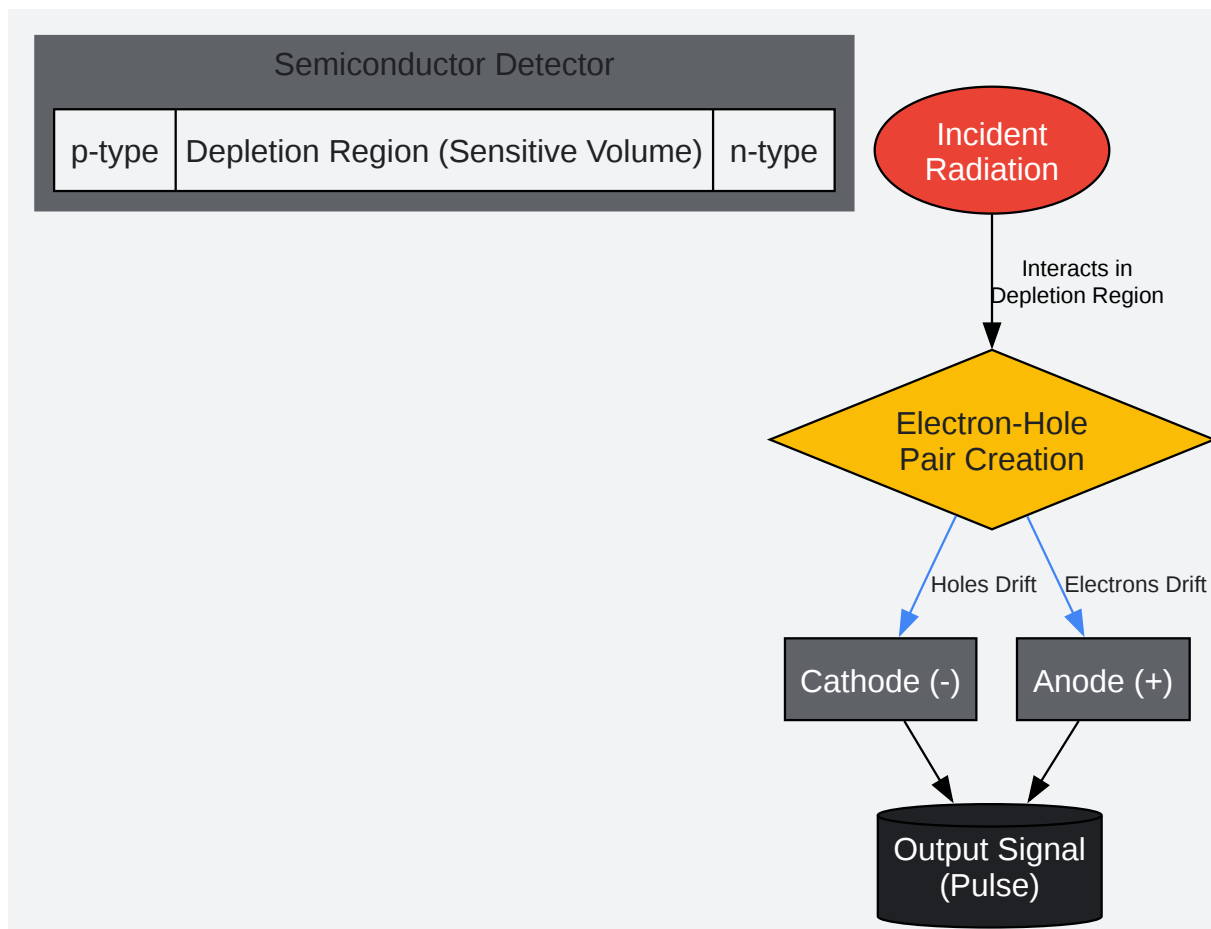 Semiconductor Detector
p-type
Depletion Region (Sensitive Volume)
n-type
Incident
Radiation
Interacts in
Depletion Region
Electron-Hole
Pair Creation
Holes Drift
Electrons Drift
Cathode (-)
Anode (+)
Output Signal
(Pulse)